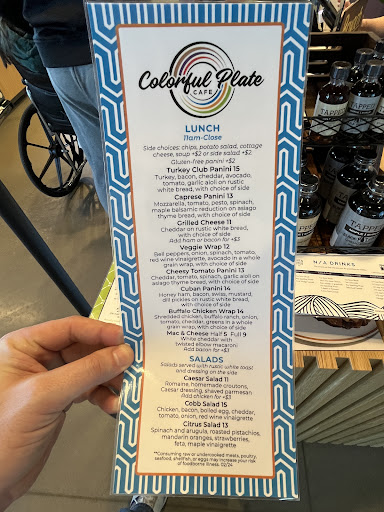 Colorful Plate
CAFE
LUNCH
11am-Close
Side choices: chips, potato salad, cottage
cheese, soup +$2 or side salad +$2.
Gluten-free panini +$2
Turkey Club Panini 15
Turkey, bacon, cheddar, avocado,
tomato, garlic aioli on rustic
white bread, with choice of side
Caprese Panini 13
Mozzarella, tomato, pesto, spinach,
maple balsamic reduction on asiago
thyme bread, with choice of side
Grilled Cheese 11
Cheddar on rustic white bread,
with choice of side
Add ham or bacon for +$3
Veggie Wrap 12
Bell peppers, onion, spinach, tomato,
red wine vinaigrette, avocado in a whole
grain wrap, with choice of side
Cheesy Tomato Panini 13
Cheddar, tomato, spinach, garlic aioli on
asiago thyme bread, with choice of side
Cuban Panini 14
Honey ham, bacon, swiss, mustard,
dill pickles on rustic white bread,
with choice of side
Buffalo Chicken Wrap 14
Shredded chicken, buffalo ranch, onion,
tomato, cheddar, greens in a whole
grain wrap, with choice of side
Mac & Cheese Half 5 Full 9
White cheddar with
twisted elbow macaroni
Add bacon for +$3
SALADS
Salads served with rustic white toast
and dressing on the side
Caesar Salad 11
Romaine, homemade croutons,
Caesar dressing, shaved parmesan
Add chicken for +$3
Cobb Salad 15
Chicken, bacon, boiled egg, cheddar,
tomato, onion, red wine vinaigrette
Citrus Salad 13
Spinach and arugula, roasted pistachios,
mandarin oranges, strawberries,
feta, maple vinaigrette
**Consuming raw or undercooked meats, poultry,
seafood, shellfish, or eggs may increase your risk
of foodborne illness. 02/24
TAPPED
TAPPED
TAPPED
N/A DRINKS